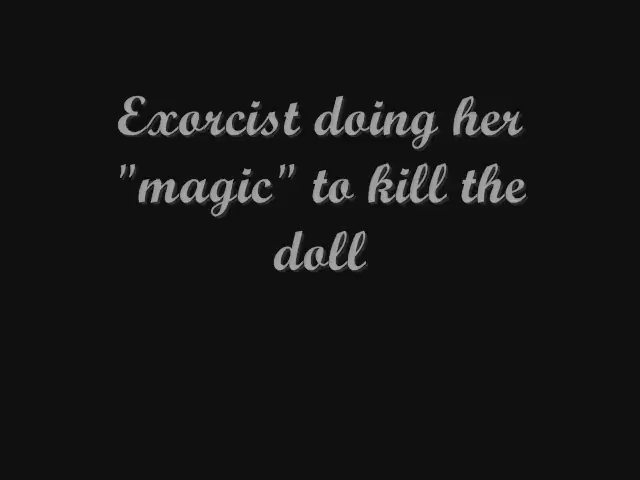 Exorcist doing her
"magic" to kill the
doll